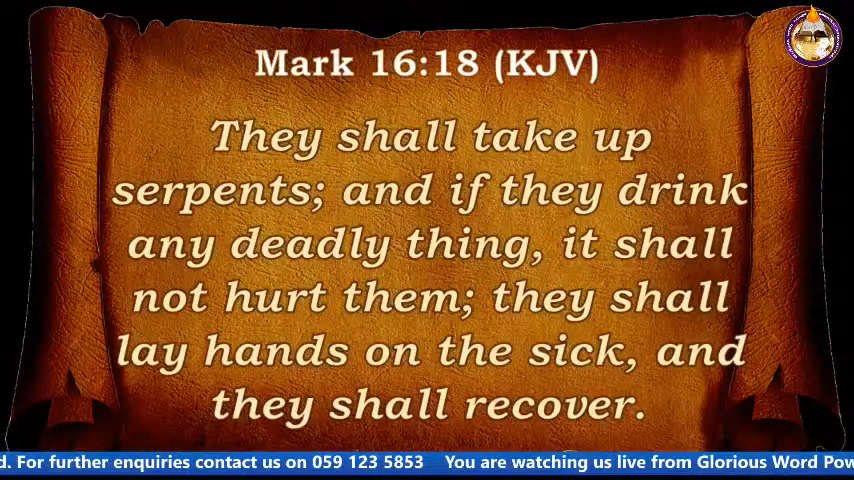 Mark 16:18 (KJV)
They shall take up
serpents; and if they drink
any deadly thing, it shall
not hurt them; they shall
lay hands on the sick, and
they shall recover.
d. For further enquiries contact us on 059 123 5853 You are watching us live from Glorious Word Pow